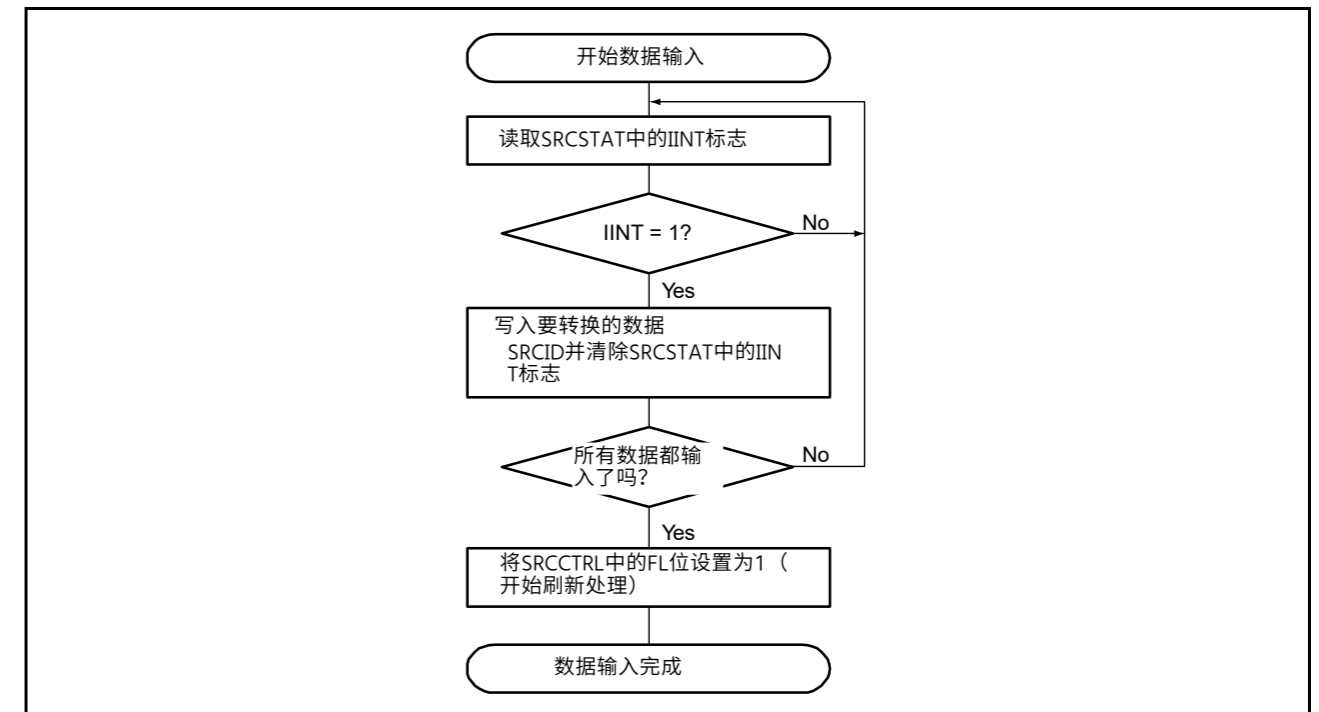 开始数据输入
读取SRCSTAT中的IINT标志
IINT = 1?
No
Yes
写入要转换的数据
SRCID并清除SRCSTAT中的IIN
T标志
所有数据都输
入了吗？
No
Yes
将SRCCTRL中的FL位设置为1（
开始刷新处理）
数据输入完成